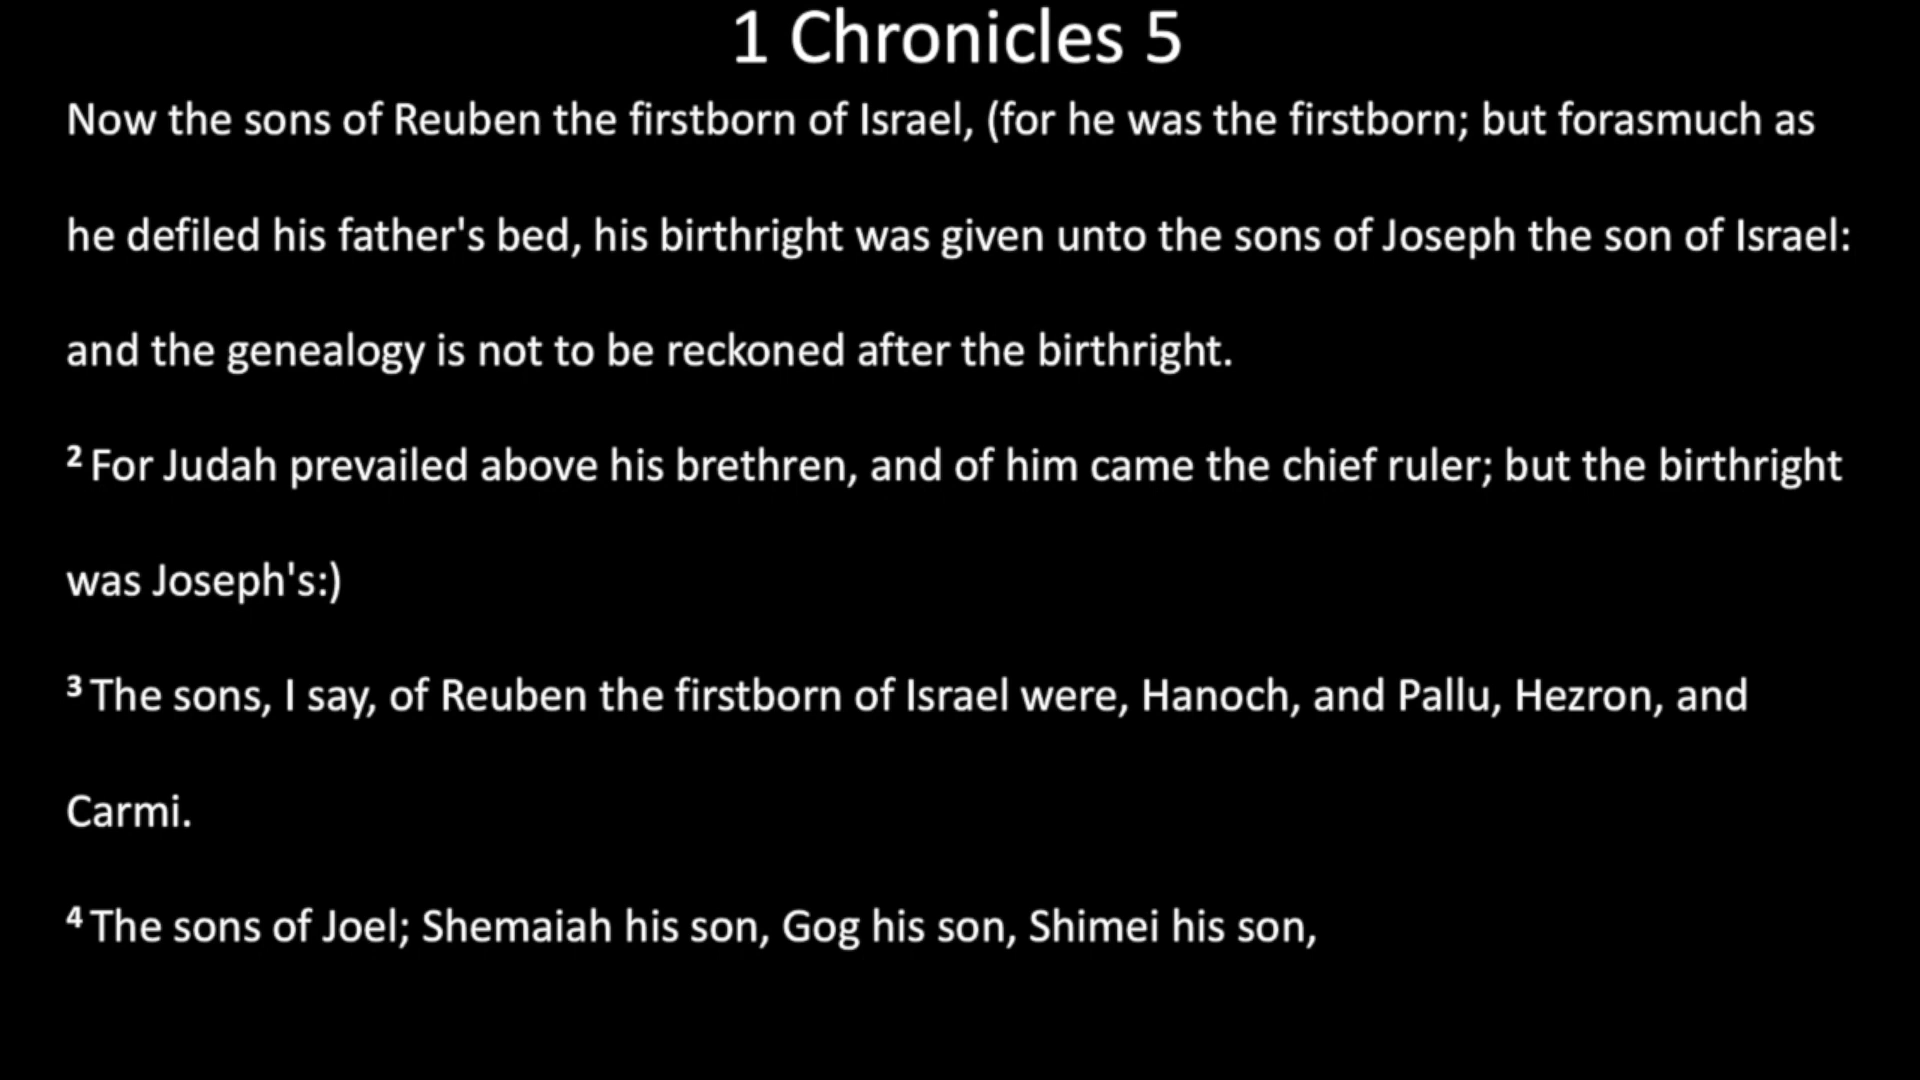 1 Chronicles 5
Now the sons of Reuben the firstborn of Israel, (for he was the firstborn; but forasmuch as
he defiled his father's bed, his birthright was given unto the sons of Joseph the son of Israel:
and the genealogy is not to be reckoned after the birthright.
2 For Judah prevailed above his brethren, and of him came the chief ruler; but the birthright
was Joseph's:)
3 The sons, I say, of Reuben the firstborn of Israel were, Hanoch, and Pallu, Hezron, and
Carmi.
4 The sons of Joel; Shemaiah his son, Gog his son, Shimei his son,